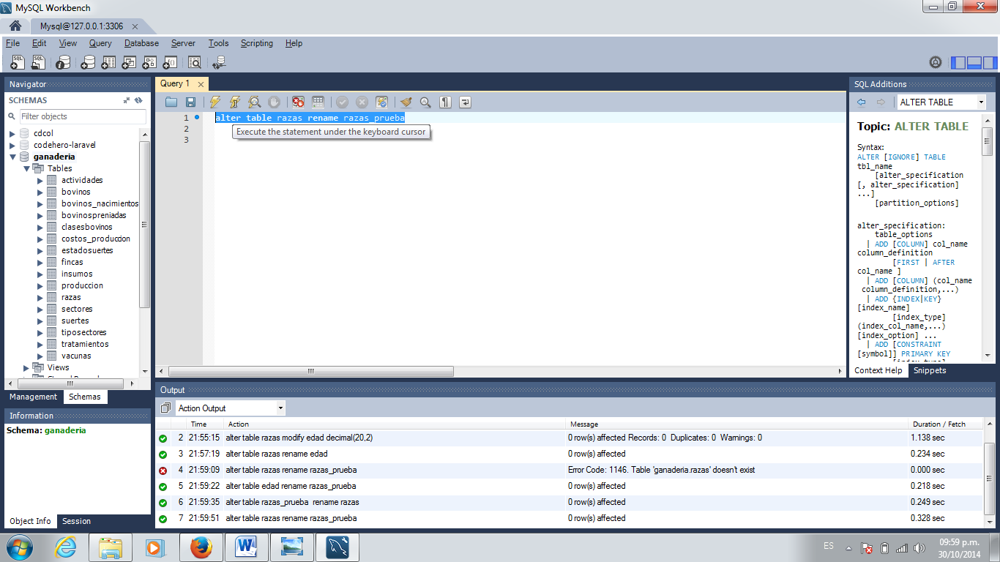 MySQL Workbench
Mysql@127.0.0.1:3306
File Edit View Query Database Server Tools Scripting Help
Navigator
SCHEMAS
Filter objects
cdcol
codehero-laravel
ganaderia
Tables
actividades
bovinos
bovinos_nacimientos
bovinospreniadas
clasesbovinos
costos_produccion
estadosuertes
fincas
insumos
produccion
razas
sectores
suertes
tiposectores
tratamientos
vacunas
Views
Management Schemas
Information
Schema: ganaderia
Object Info Session
Query 1
1 alter table razas rename razas_prueba
2
3
Execute the statement under the keyboard cursor
SQL Additions
ALTER TABLE
Topic: ALTER TABLE
Syntax:
ALTER [IGNORE] TABLE
tbl_name
[alter_specification
[, alter_specification]
...]
[partition_options]
alter_specification:
table_options
| ADD [COLUMN] col_name
column_definition
[FIRST | AFTER
col_name ]
| ADD [COLUMN] (col_name
column_definition,...)
| ADD {INDEX|KEY}
[index_name]
[index_type]
(index_col_name,...)
[index_option] ...
| ADD [CONSTRAINT
[symbol]] PRIMARY KEY
Context Help Snippets
Output
Action Output
Time Action Message Duration / Fetch
2 21:55:15 alter table razas modify edad decimal(20,2) 0 row(s) affected Records: 0 Duplicates: 0 Warnings: 0 1.138 sec
3 21:57:19 alter table razas rename edad 0 row(s) affected 0.234 sec
4 21:59:09 alter table razas rename razas_prueba Error Code: 1146. Table 'ganaderia.razas' doesn't exist 0.000 sec
5 21:59:22 alter table edad rename razas_prueba 0 row(s) affected 0.218 sec
6 21:59:35 alter table razas_prueba rename razas 0 row(s) affected 0.249 sec
7 21:59:51 alter table razas rename razas_prueba 0 row(s) affected 0.328 sec
ES
09:59 p.m.
30/10/2014